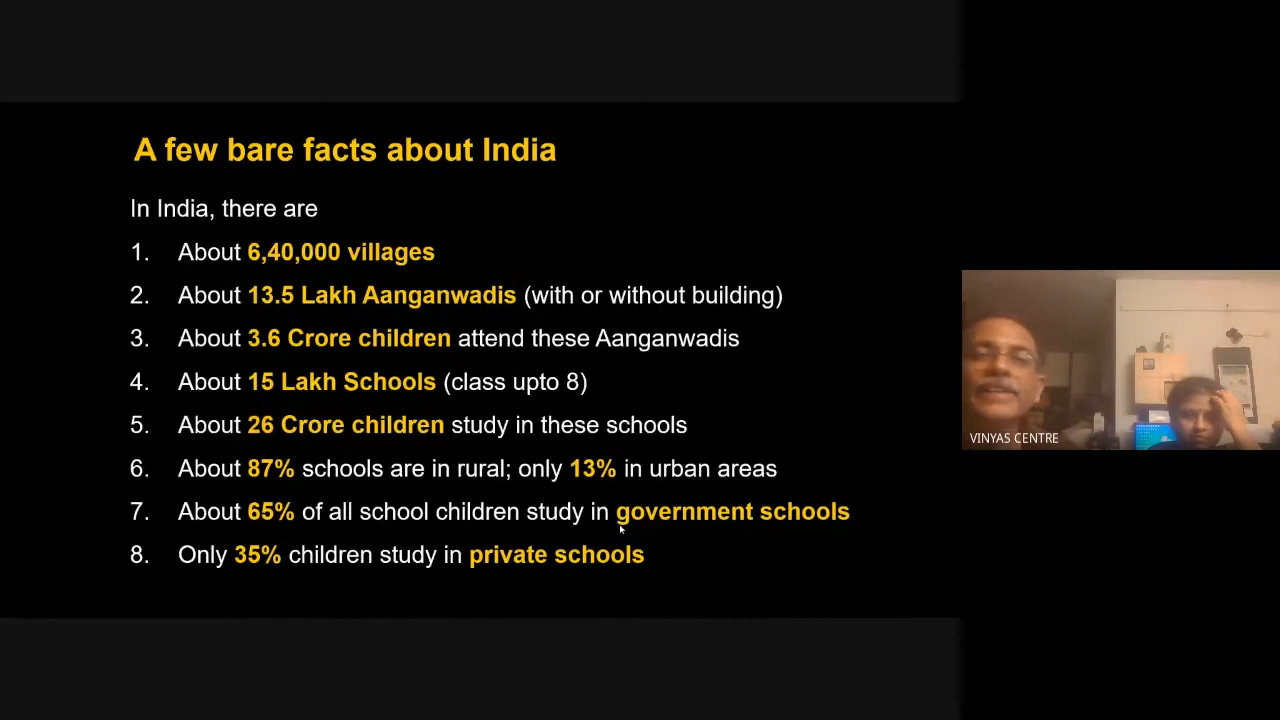 A few bare facts about India
In India, there are
1. About 6,40,000 villages
2. About 13.5 Lakh Aanganwadis (with or without building)
3. About 3.6 Crore children attend these Aanganwadis
4. About 15 Lakh Schools (class upto 8)
5. About 26 Crore children study in these schools
6. About 87% schools are in rural; only 13% in urban areas
7. About 65% of all school children study in government schools
8. Only 35% children study in private schools
VINYAS CENTRE